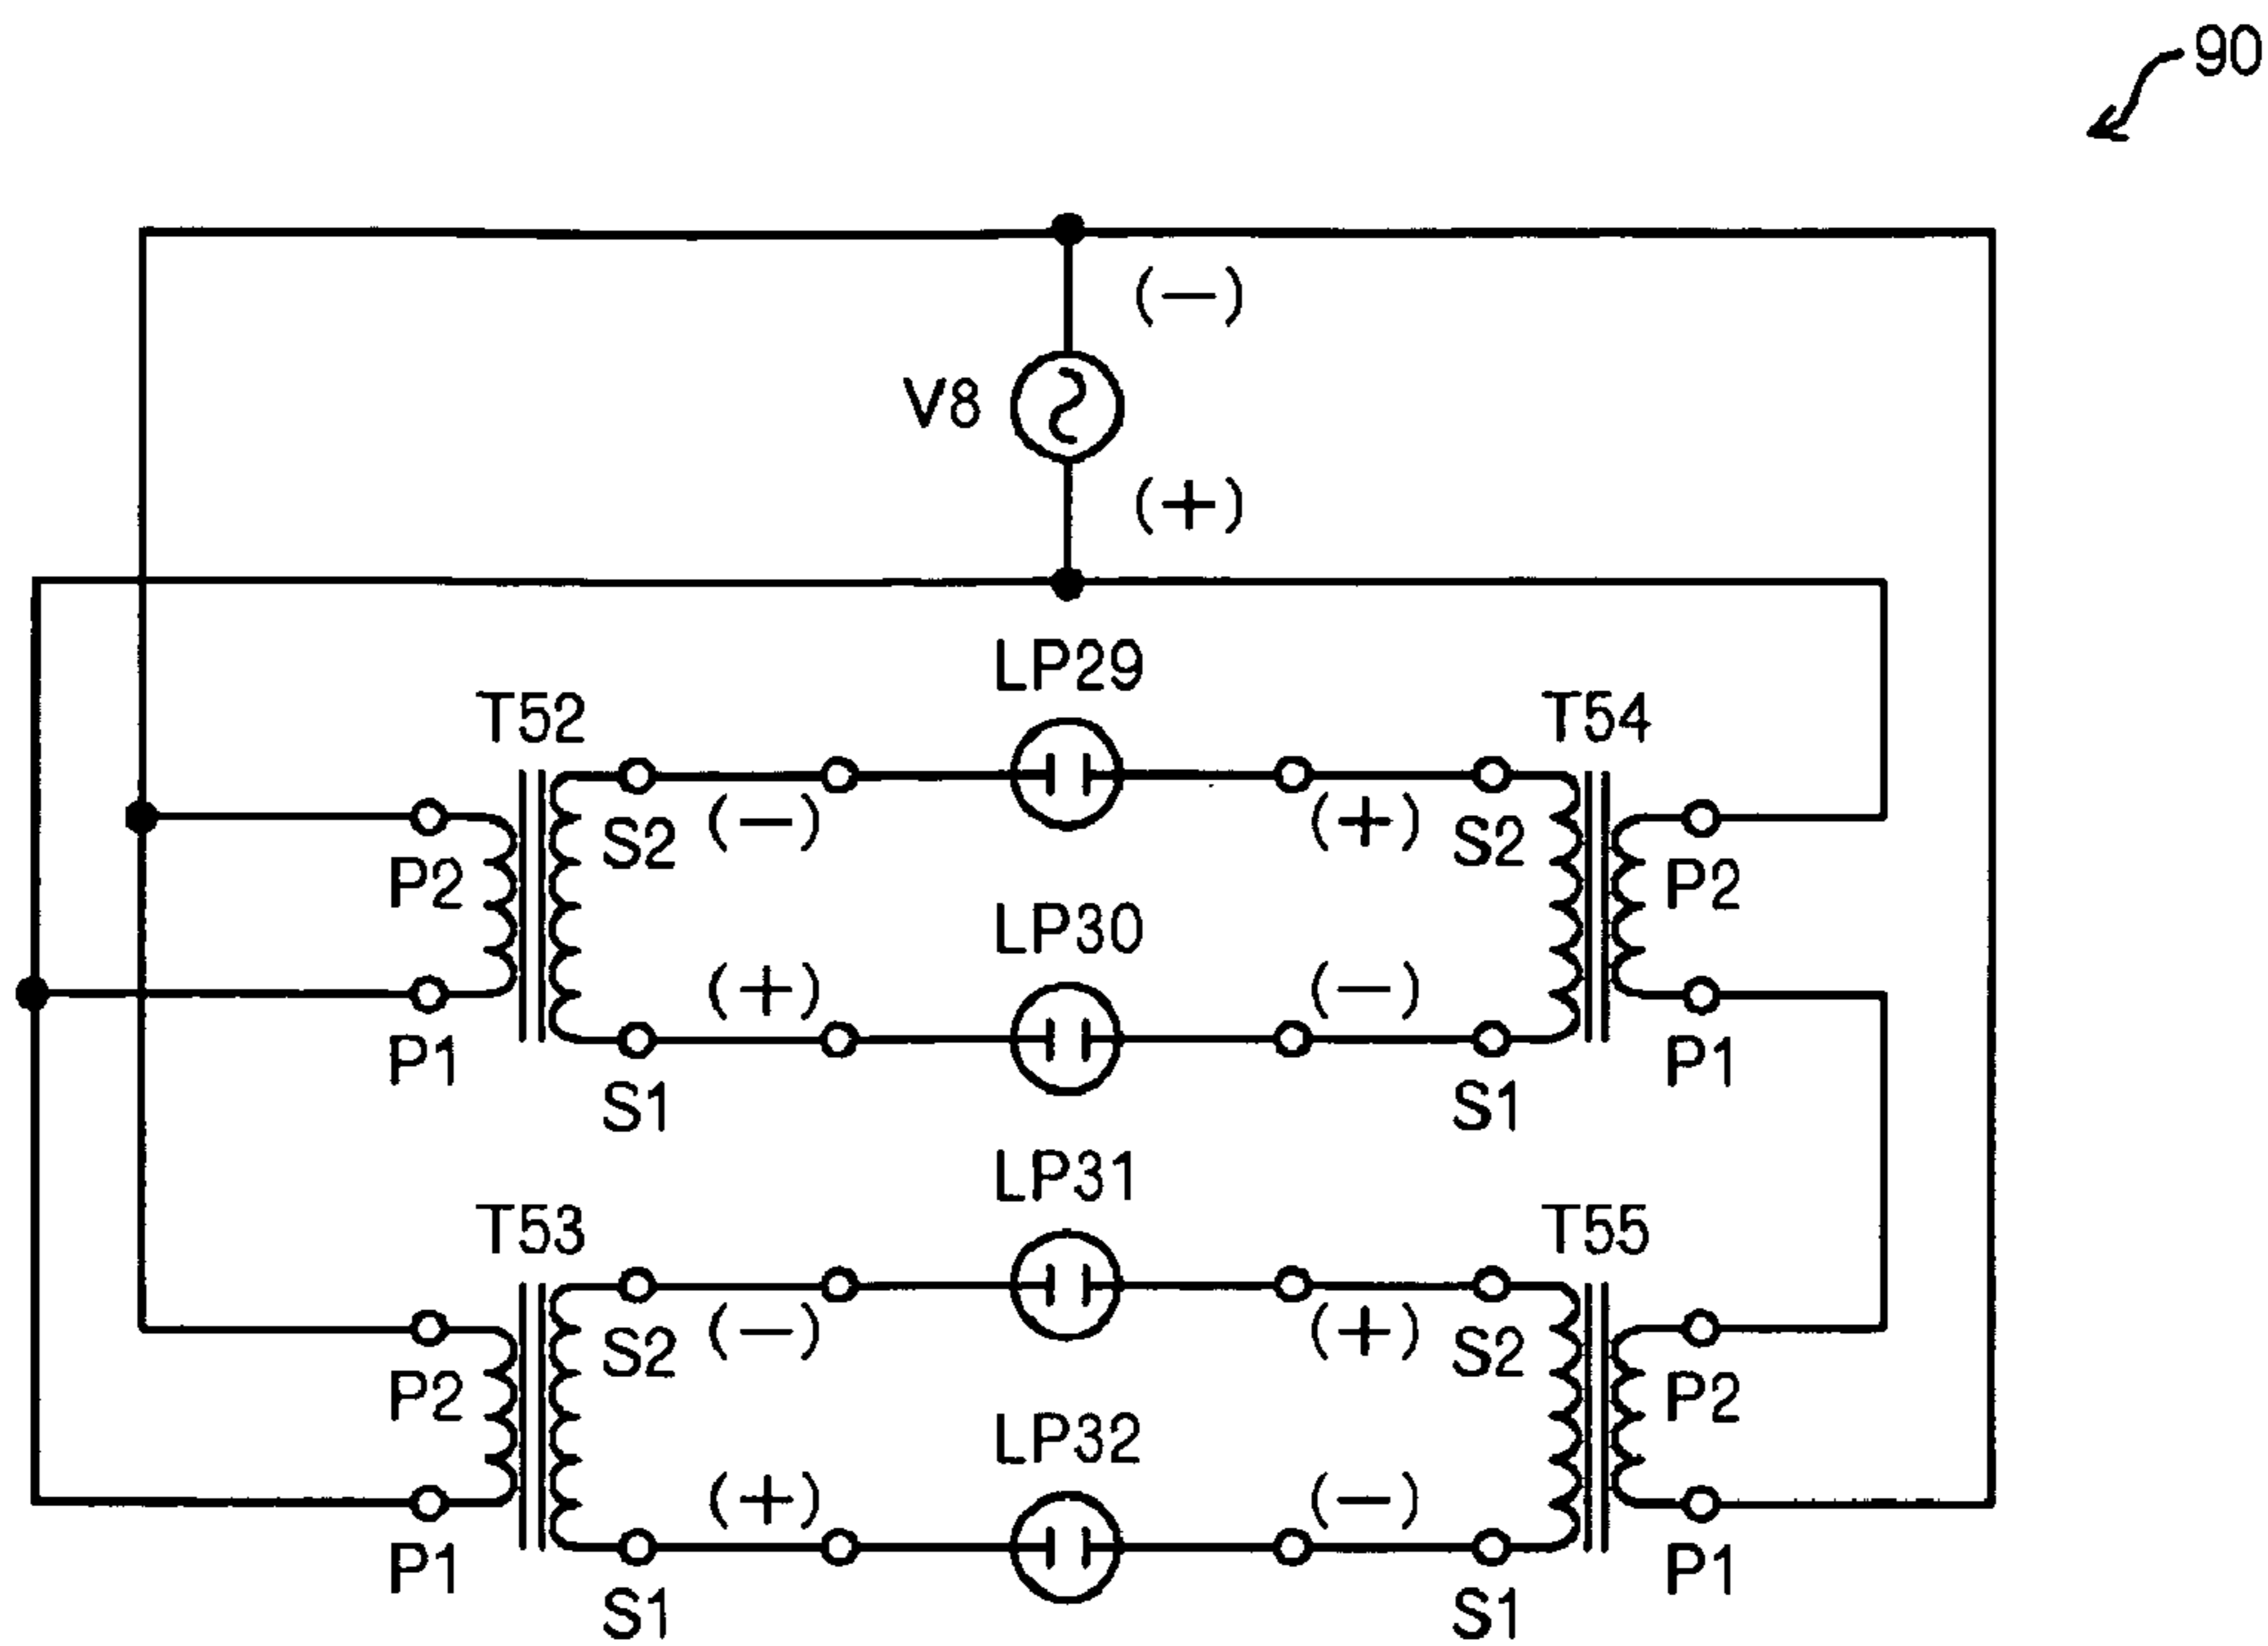 90
(−)
V8
(+)
LP29
T52
T54
S2
(−)
(+)
S2
P2
P2
LP30
(+)
(−)
P1
P1
S1
S1
LP31
T53
T55
S2
(−)
(+)
S2
P2
P2
LP32
(+)
(−)
P1
P1
S1
S1